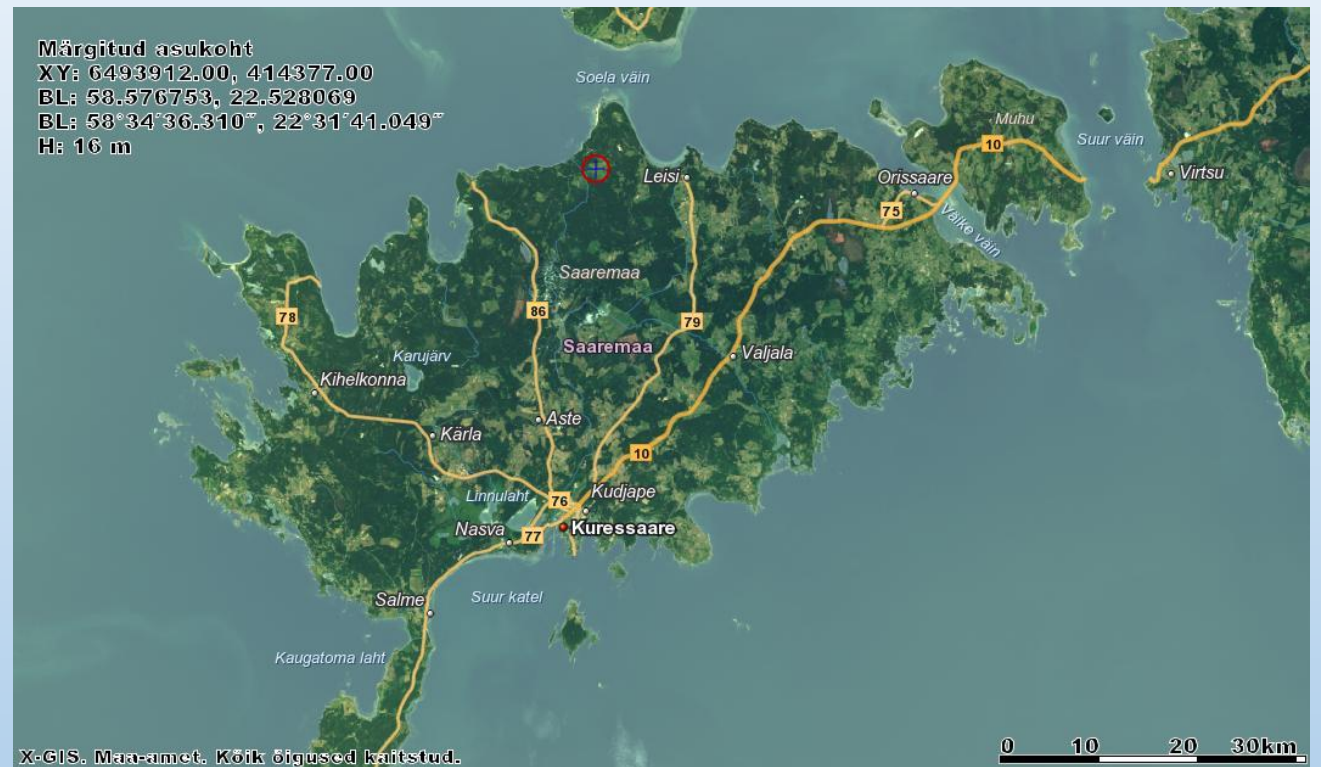 Märgitud asukoht
XY: 6493912.00, 414377.00
BL: 58.576753, 22.528069
BL: 58°34´36.310˝, 22°31´41.049˝
H: 16 m
Soela väin
Muhu
10
Suur väin
Leisi
Orissaare
Virtsu
75
Väike väin
Saaremaa
78
86
79
Saaremaa
Karujärv
Valjala
Kihelkonna
Aste
Kärla
10
Linnulaht
76
Kudjape
Nasva
77
Kuressaare
Salme
Suur katel
Kaugatoma laht
X-GIS. Maa-amet. Kõik õigused kaitstud.
0 10 20 30km